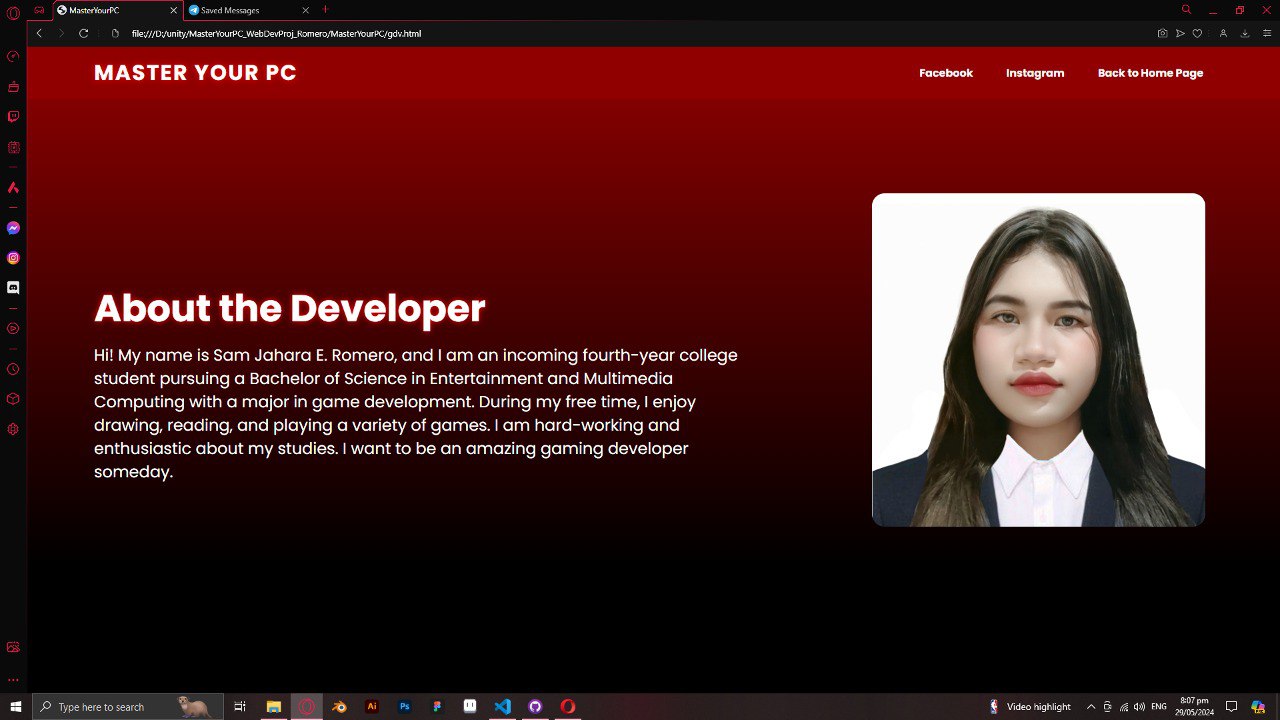 MasterYourPC
Saved Messages
file:///D:/unity/MasterYourPC_WebDevProj_Romero/MasterYourPC/gdv.html
MASTER YOUR PC
Facebook
Instagram
Back to Home Page
About the Developer
Hi! My name is Sam Jahara E. Romero, and I am an incoming fourth-year college
student pursuing a Bachelor of Science in Entertainment and Multimedia
Computing with a major in game development. During my free time, I enjoy
drawing, reading, and playing a variety of games. I am hard-working and
enthusiastic about my studies. I want to be an amazing gaming developer
someday.
Type here to search
Ai
Ps
Video highlight
ENG
8:07 pm
29/05/2024